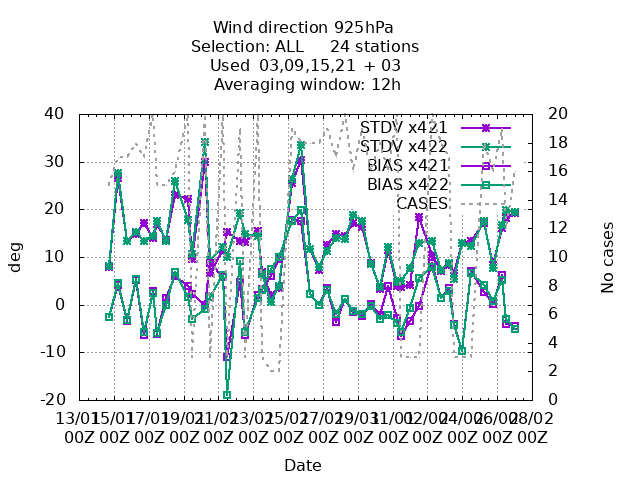 Wind direction 925hPa
Selection: ALL 24 stations
Used 03,09,15,21 + 03
Averaging window: 12h
STDV x421
STDV x422
BIAS x421
BIAS x422
CASES
40
30
20
10
0
-10
-20
deg
20
18
16
14
12
10
8
6
4
2
0
No cases
13/01 15/01 17/01 19/01 21/01 23/01 25/01 27/01 29/01 31/01 02/02 04/02 06/02 08/02
00Z 00Z 00Z 00Z 00Z 00Z 00Z 00Z 00Z 00Z 00Z 00Z 00Z 00Z
Date